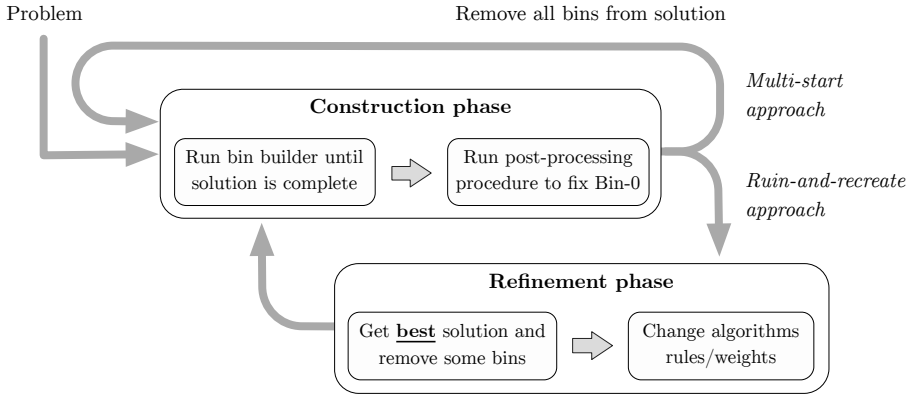 Problem
Remove all bins from solution
Multi-start
approach
Construction phase
Run bin builder until
solution is complete
Run post-processing
procedure to fix Bin-0
Ruin-and-recreate
approach
Refinement phase
Get best solution and
remove some bins
Change algorithms
rules/weights